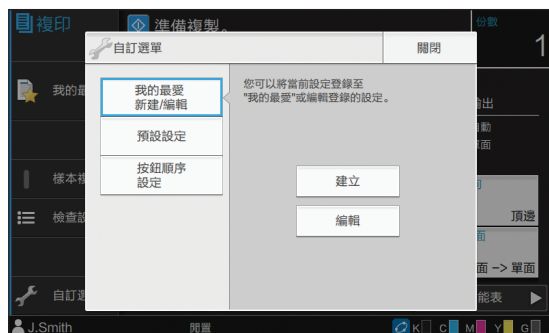 複印
準備複製。
份數
1
自訂選單
關閉
我的最愛
新建/編輯
您可以將當前設定登錄至
"我的最愛"或編輯登錄的設定。
預設設定
按鈕順序
設定
建立
編輯
我的最
樣本複
檢查設
自訂選
出
自動
頂邊
面
面 -> 單面
能表
J.Smith
閒置
K C M Y G